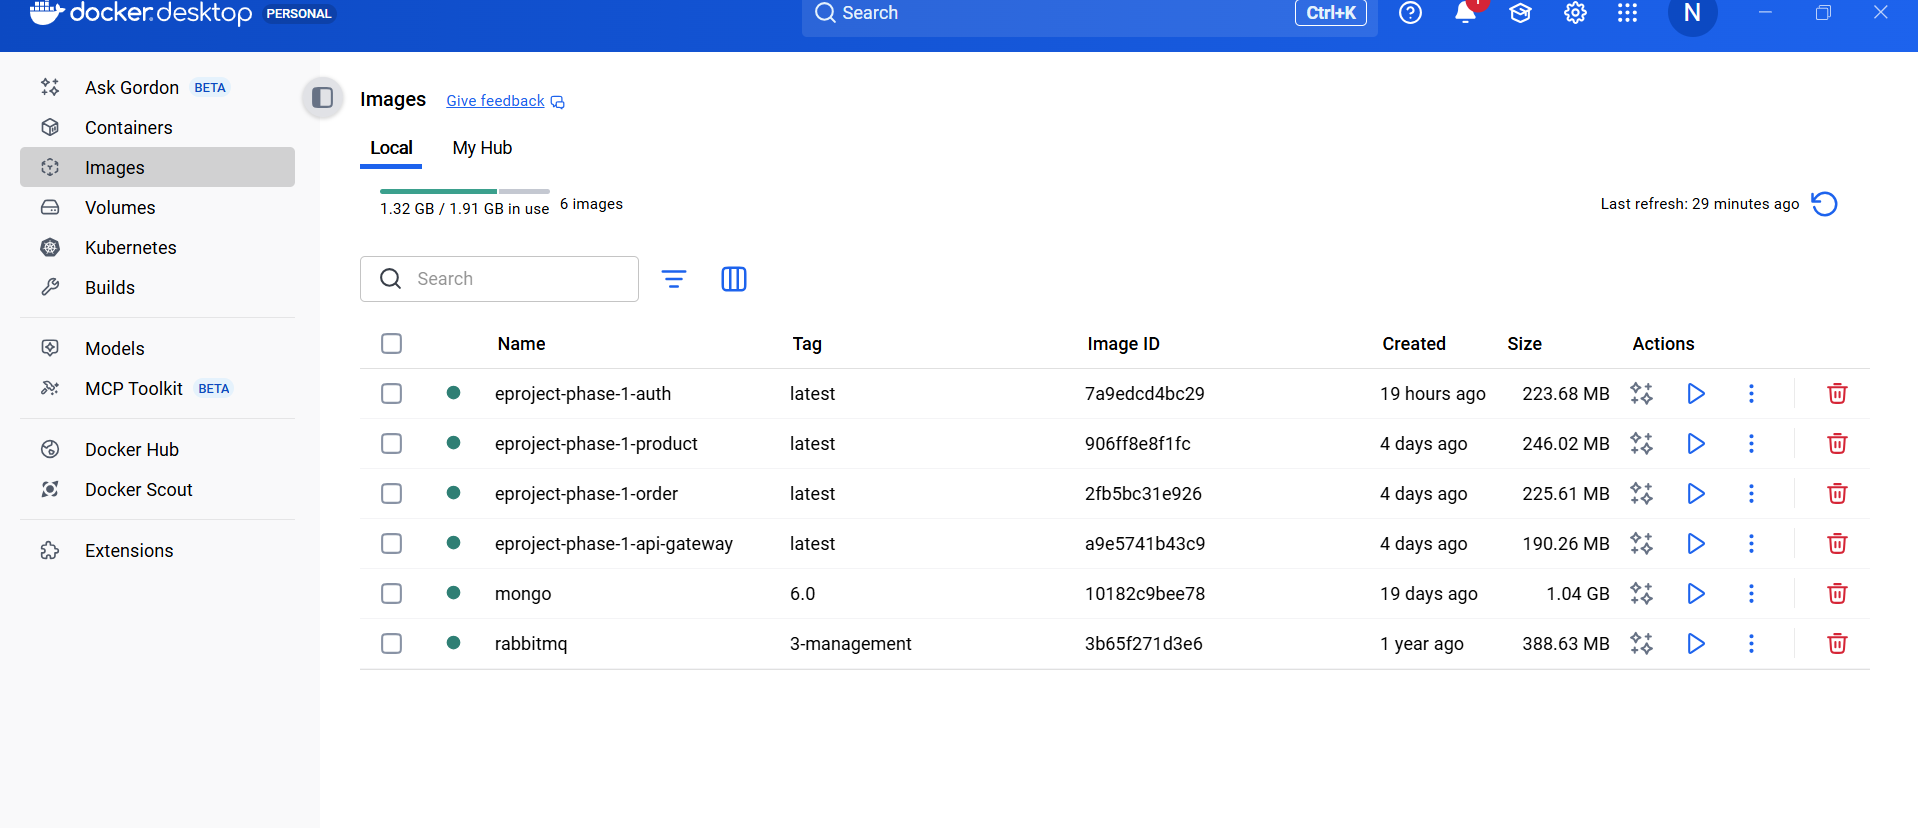 docker.desktop PERSONAL
Search Ctrl+K
N
Ask Gordon BETA
Containers
Images
Volumes
Kubernetes
Builds
Models
MCP Toolkit BETA
Docker Hub
Docker Scout
Extensions
Images Give feedback
Local My Hub
1.32 GB / 1.91 GB in use 6 images
Last refresh: 29 minutes ago
Search
Name Tag Image ID Created Size Actions
eproject-phase-1-auth latest 7a9edcd4bc29 19 hours ago 223.68 MB
eproject-phase-1-product latest 906ff8e8f1fc 4 days ago 246.02 MB
eproject-phase-1-order latest 2fb5bc31e926 4 days ago 225.61 MB
eproject-phase-1-api-gateway latest a9e5741b43c9 4 days ago 190.26 MB
mongo 6.0 10182c9bee78 19 days ago 1.04 GB
rabbitmq 3-management 3b65f271d3e6 1 year ago 388.63 MB